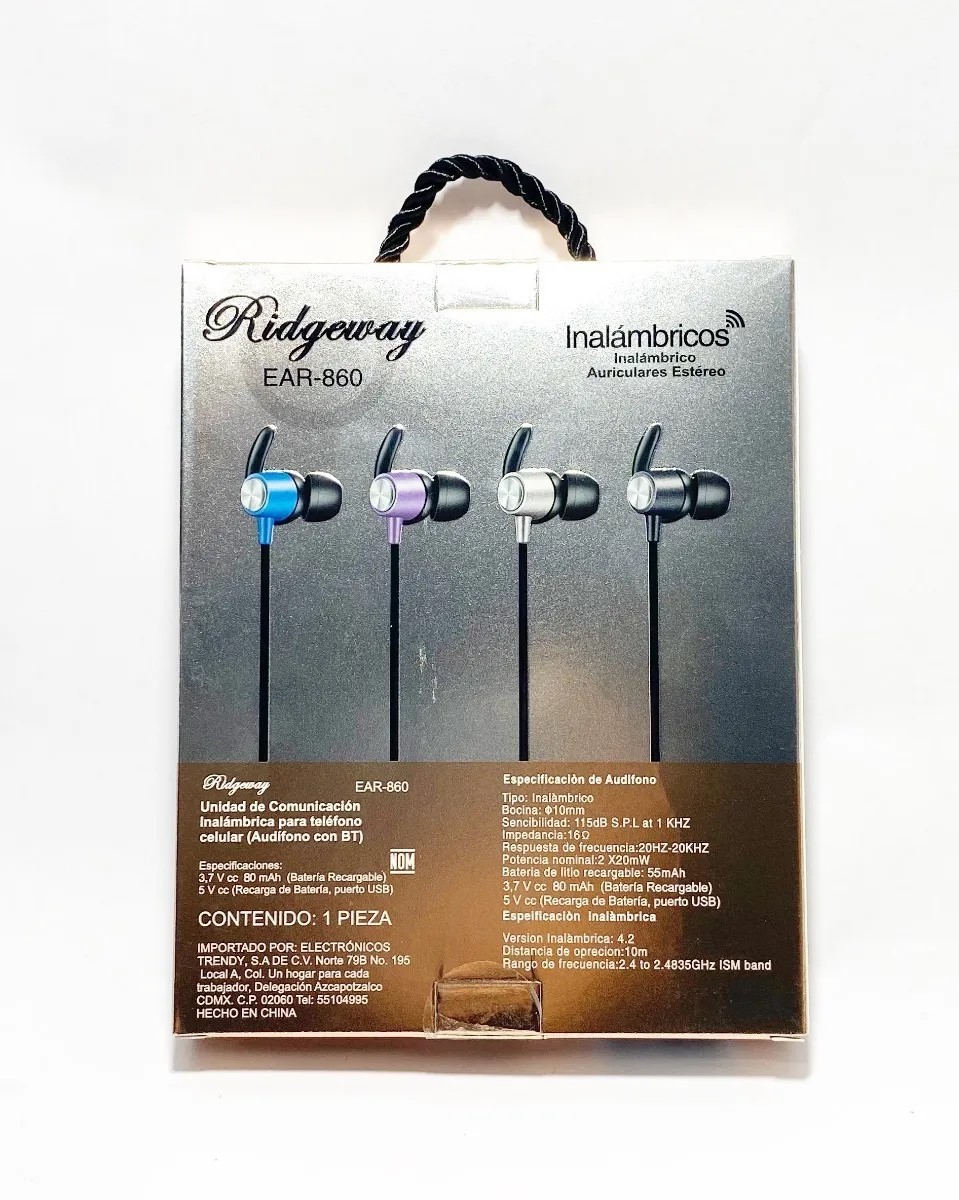 Ridgeway
EAR-860
Inalámbricos
Inalámbrico
Auriculares Estéreo
Ridgeway
EAR-860
Unidad de Comunicación
Inalámbrica para teléfono
celular (Audífono con BT)
Especificaciones:
3,7 V cc 80 mAh (Batería Recargable)
5 V cc (Recarga de Batería, puerto USB)
NOM
CONTENIDO: 1 PIEZA
IMPORTADO POR: ELECTRÓNICOS
TRENDY, S.A DE C.V. Norte 79B No. 195
Local A, Col. Un hogar para cada
trabajador, Delegación Azcapotzalco
CDMX. C.P. 02060 Tel: 55104995
HECHO EN CHINA
Especificaciòn de Audífono
Tipo: Inalàmbrico
Bocina: Φ10mm
Sencibilidad: 115dB S.P.L at 1 KHZ
Impedancia:16Ω
Respuesta de frecuencia:20HZ-20KHZ
Potencia nominal:2 X20mW
Bateria de litio recargable: 55mAh
3,7 V cc 80 mAh (Batería Recargable)
5 V cc (Recarga de Batería, puerto USB)
Espeificaciòn Inalàmbrica
Version Inalàmbrica: 4.2
Distancia de oprecion:10m
Rango de frecuencia:2.4 to 2.4835GHz ISM band